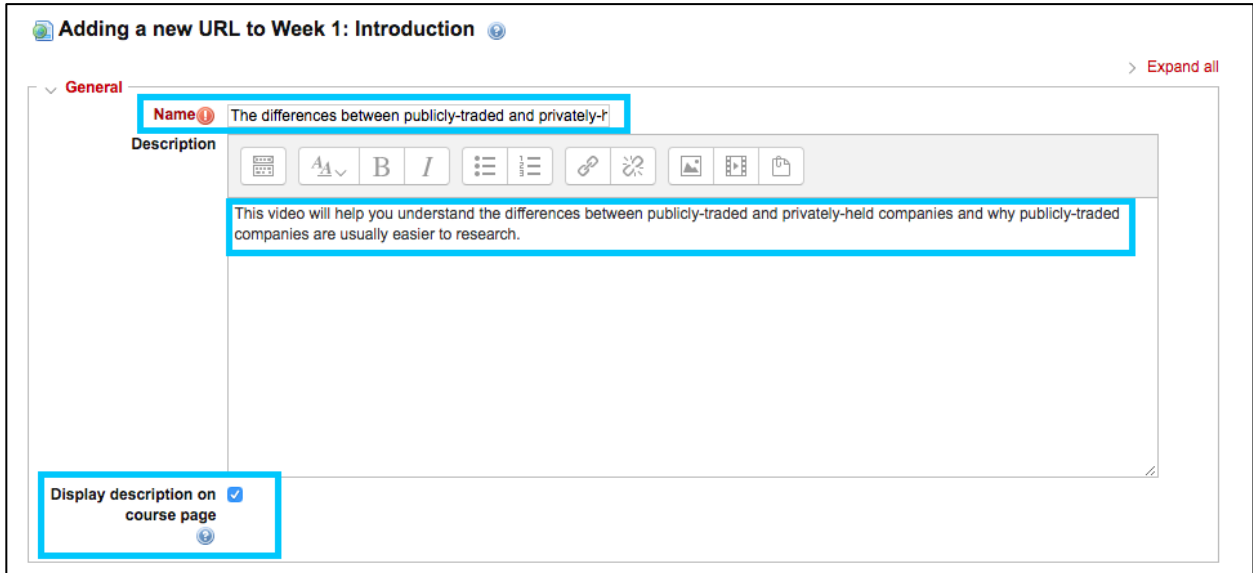 Adding a new URL to Week 1: Introduction
Expand all
General
Name The differences between publicly-traded and privately-h
Description
B I
This video will help you understand the differences between publicly-traded and privately-held companies and why publicly-traded
companies are usually easier to research.
Display description on
course page